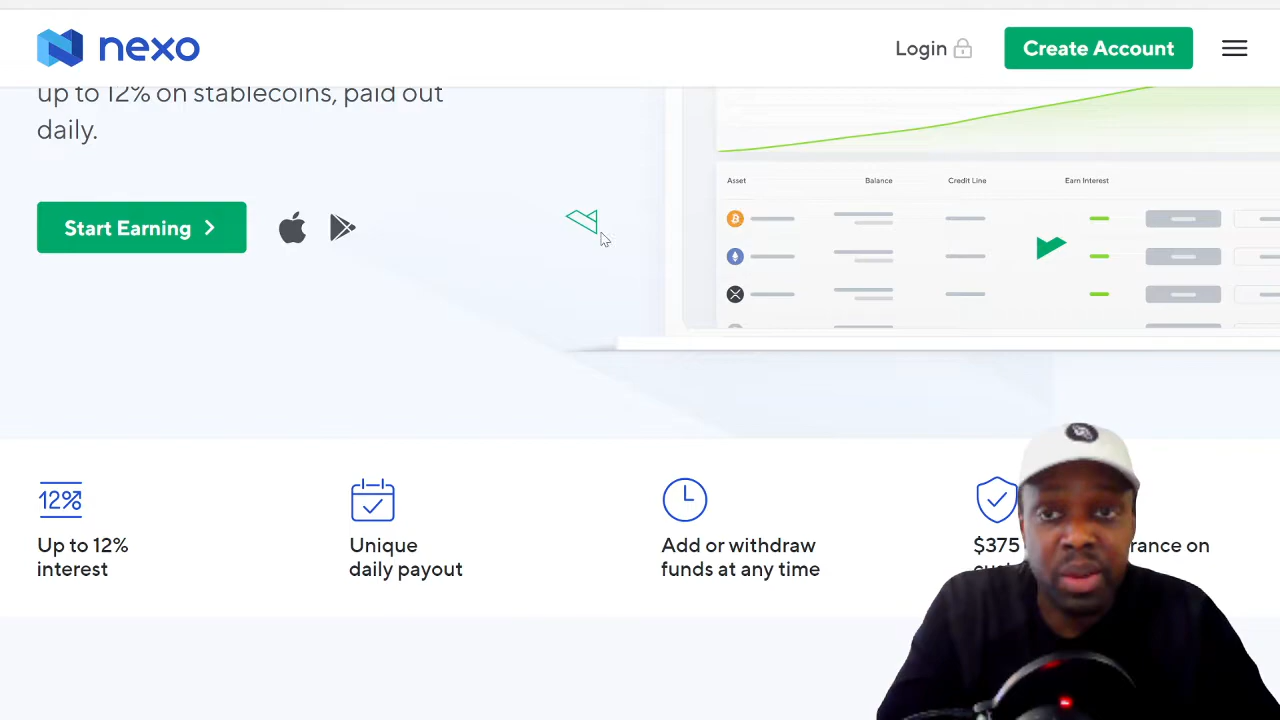 nexo
Login
Create Account
up to 12% on stablecoins, paid out
daily.
Start Earning
Asset Balance Credit Line Earn Interest
12%
Up to 12%
interest
Unique
daily payout
Add or withdraw
funds at any time
$375
on